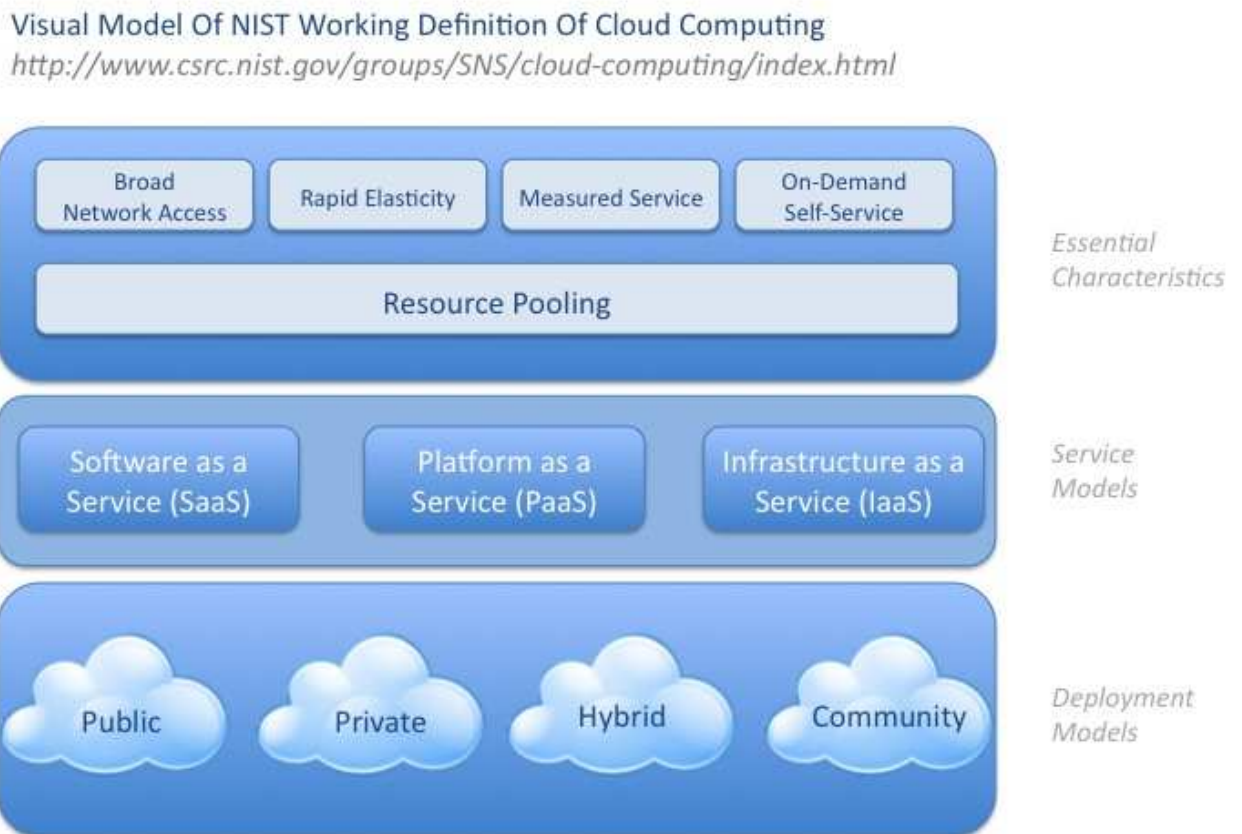 Visual Model Of NIST Working Definition Of Cloud Computing
http://www.csrc.nist.gov/groups/SNS/cloud-computing/index.html
Broad
Network Access
Rapid Elasticity
Measured Service
On-Demand
Self-Service
Resource Pooling
Essential
Characteristics
Software as a
Service (SaaS)
Platform as a
Service (PaaS)
Infrastructure as a
Service (IaaS)
Service
Models
Public
Private
Hybrid
Community
Deployment
Models